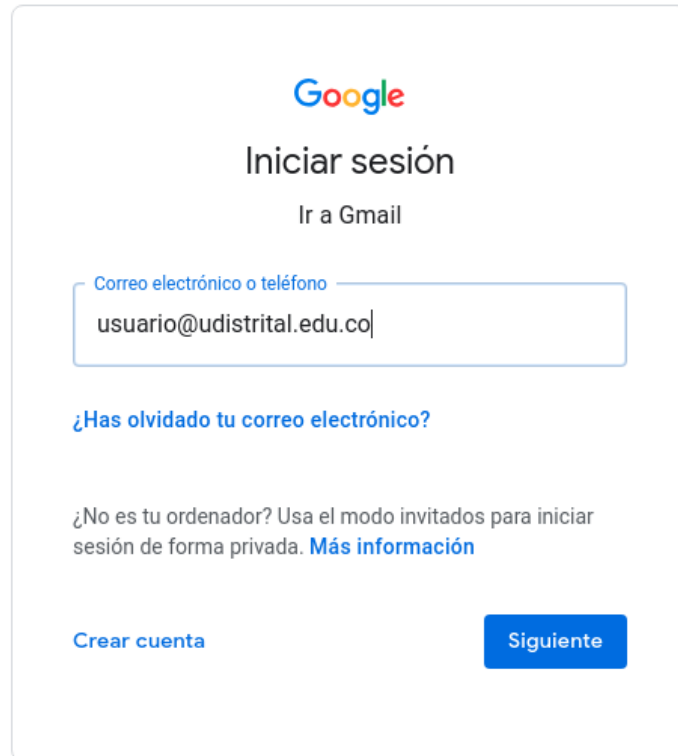 Google
Iniciar sesión
Ir a Gmail
Correo electrónico o teléfono
usuario@udistrital.edu.co
¿Has olvidado tu correo electrónico?
¿No es tu ordenador? Usa el modo invitados para iniciar
sesión de forma privada. Más información
Crear cuenta
Siguiente